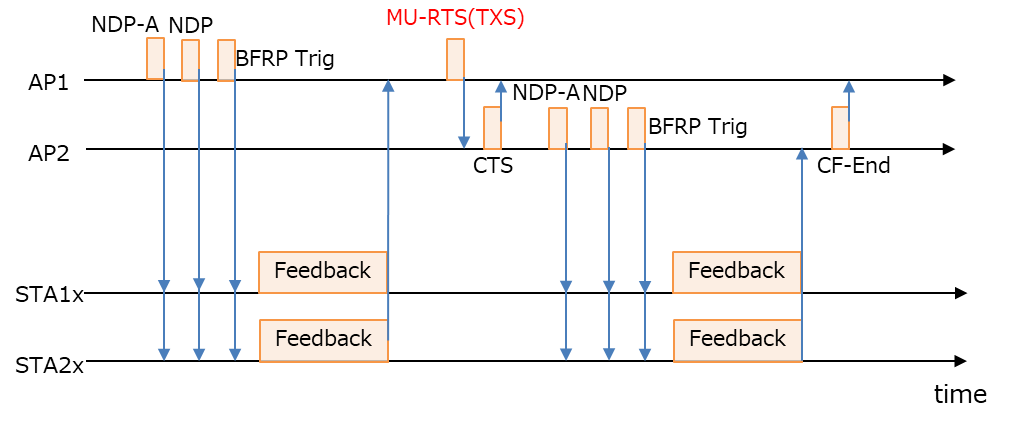 MU-RTS(TXS)
NDP-A NDP
BFRP Trig
AP1
NDP-A NDP
BFRP Trig
AP2
CTS
CF-End
Feedback
Feedback
STA1x
Feedback
Feedback
STA2x
time